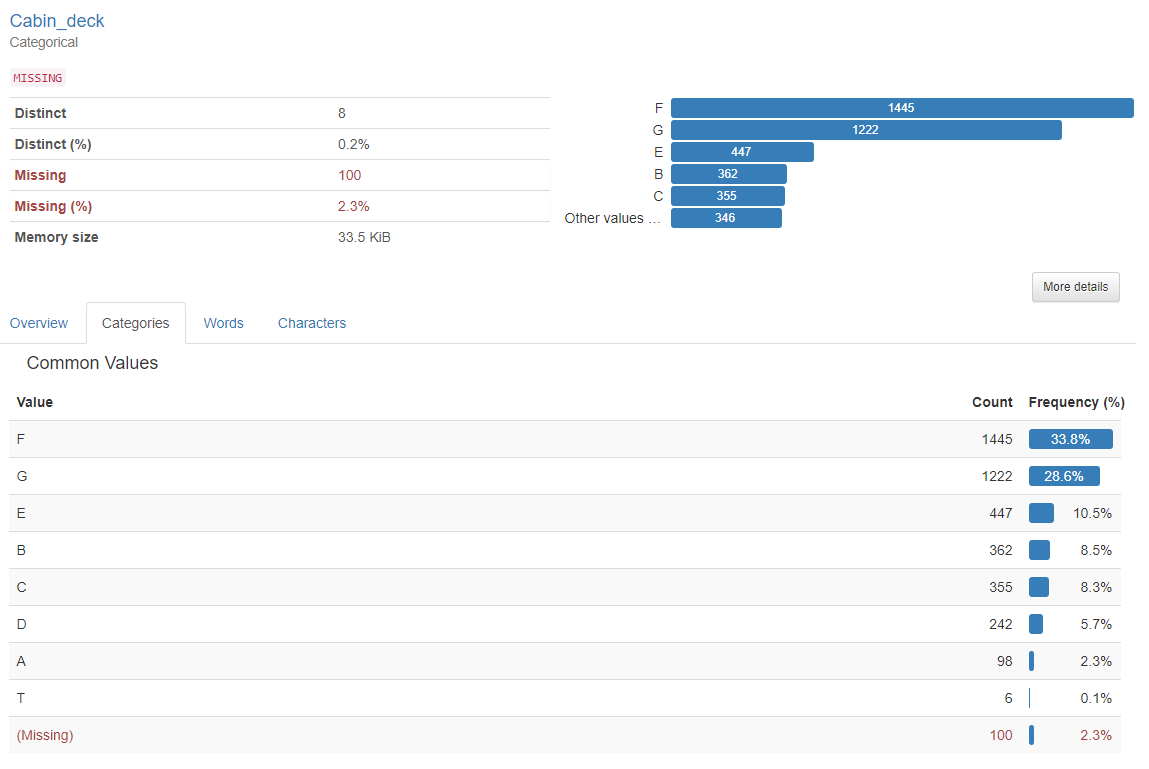 Cabin_deck
Categorical
MISSING
Distinct 8
Distinct (%) 0.2%
Missing 100
Missing (%) 2.3%
Memory size 33.5 KiB
F 1445
G 1222
E 447
B 362
C 355
Other values ... 346
More details
Overview Categories Words Characters
Common Values
Value Count Frequency (%)
F 1445 33.8%
G 1222 28.6%
E 447 10.5%
B 362 8.5%
C 355 8.3%
D 242 5.7%
A 98 2.3%
T 6 0.1%
(Missing) 100 2.3%